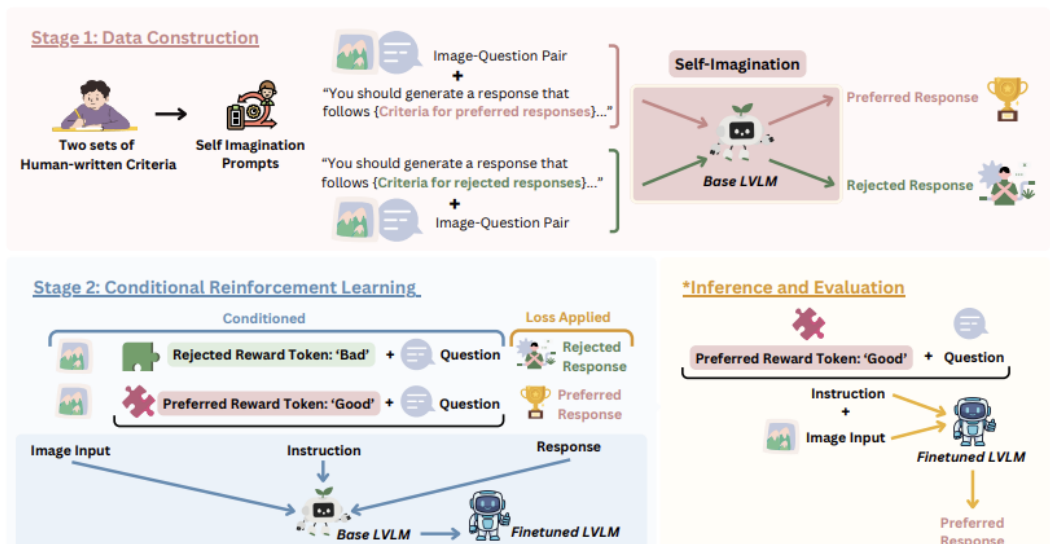 Stage 1: Data Construction
Two sets of
Human-written Criteria
Self Imagination
Prompts
Image-Question Pair
+
“You should generate a response that
follows {Criteria for preferred responses}...”
“You should generate a response that
follows {Criteria for rejected responses}...”
+
Image-Question Pair
Self-Imagination
Base LVLM
Preferred Response
Rejected Response
Stage 2: Conditional Reinforcement Learning
Conditioned
Loss Applied
Rejected Reward Token: ‘Bad’ + Question
Rejected
Response
Preferred Reward Token: ‘Good’ + Question
Preferred
Response
Image Input
Instruction
Response
Base LVLM
Finetuned LVLM
*Inference and Evaluation
Preferred Reward Token: ‘Good’ + Question
Instruction
+
Image Input
Finetuned LVLM
Preferred
Response